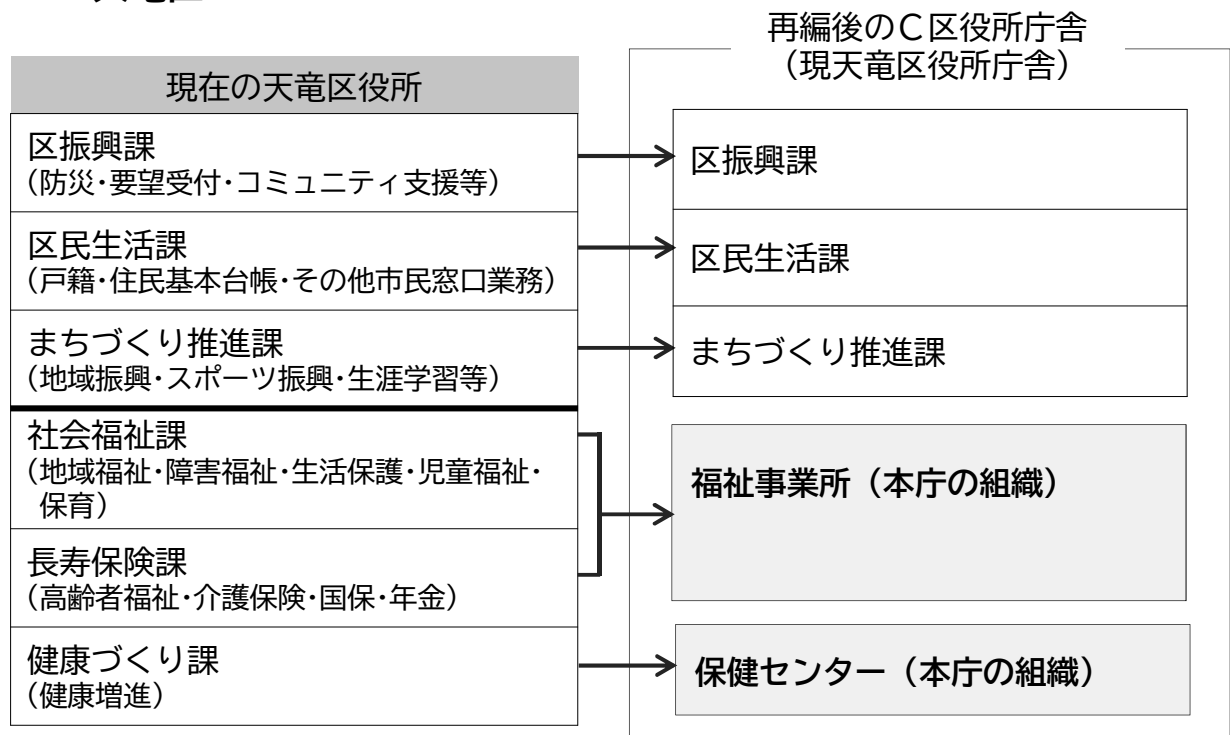 現在の天竜区役所
区振興課
（防災・要望受付・コミュニティ支援等）
区民生活課
（戸籍・住民基本台帳・その他市民窓口業務）
まちづくり推進課
（地域振興・スポーツ振興・生涯学習等）
社会福祉課
（地域福祉・障害福祉・生活保護・児童福祉・
保育）
長寿保険課
（高齢者福祉・介護保険・国保・年金）
健康づくり課
（健康増進）
再編後のＣ区役所庁舎
（現天竜区役所庁舎）
区振興課
区民生活課
まちづくり推進課
福祉事業所（本庁の組織）
保健センター（本庁の組織）